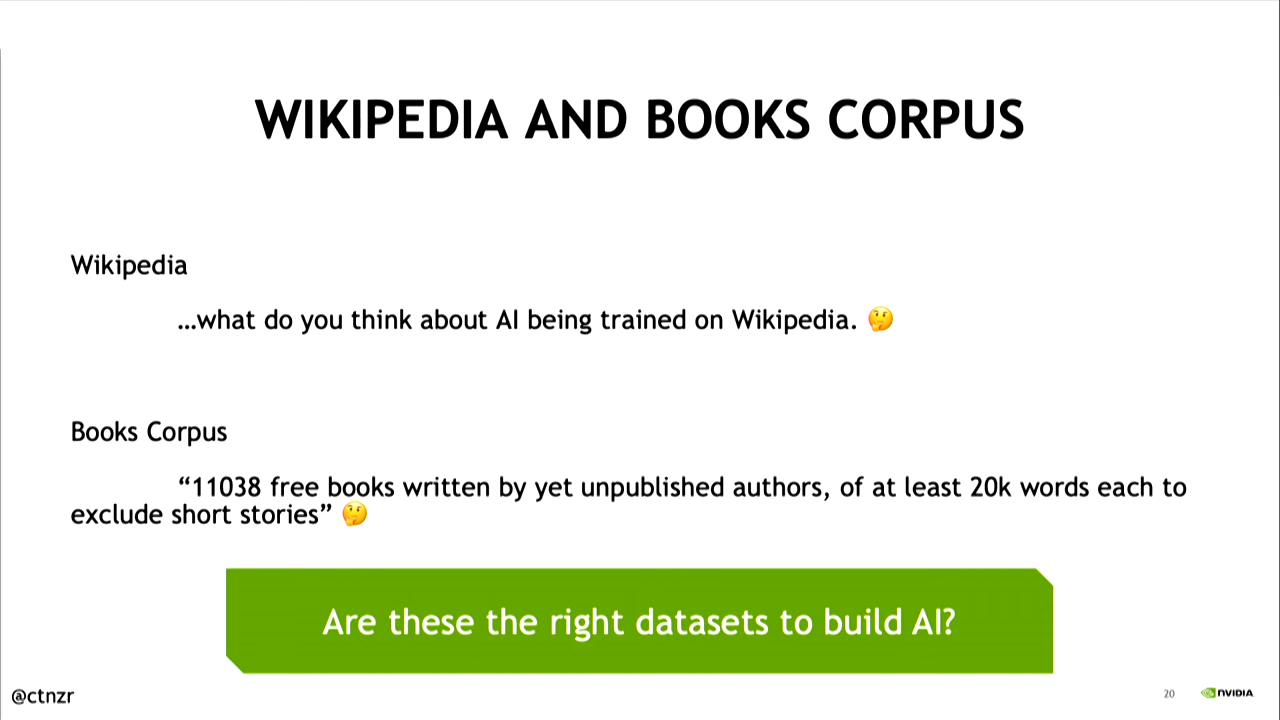 WIKIPEDIA AND BOOKS CORPUS
Wikipedia
…what do you think about AI being trained on Wikipedia. 🤔
Books Corpus
“11038 free books written by yet unpublished authors, of at least 20k words each to
exclude short stories” 🤔
Are these the right datasets to build AI?
@ctnzr
20
NVIDIA